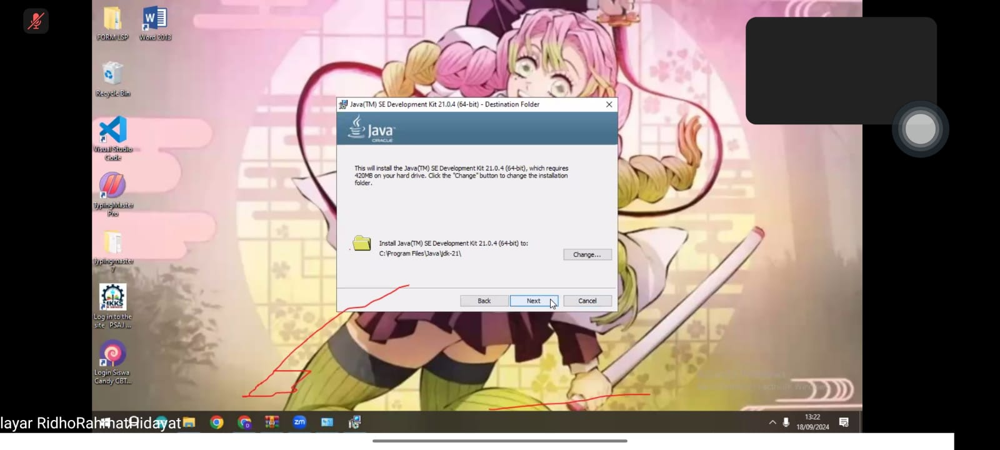 FORM LSP
Word 2013
Recycle Bin
Visual Studio
Code
TypingMaster
Pro
Typingmaster
7
KKS
Log in to the
site PSAJ ...
Login Siswa
Candy CBT...
Java(TM) SE Development Kit 21.0.4 (64-bit) - Destination Folder
Java™
ORACLE
This will install the Java(TM) SE Development Kit 21.0.4 (64-bit), which requires
420MB on your hard drive. Click the "Change" button to change the installation
folder.
Install Java(TM) SE Development Kit 21.0.4 (64-bit) to:
C:\Program Files\Java\jdk-21\
Change...
Back
Next
Cancel
layar RidhoRahmatHidayat
zm
13:22
18/09/2024